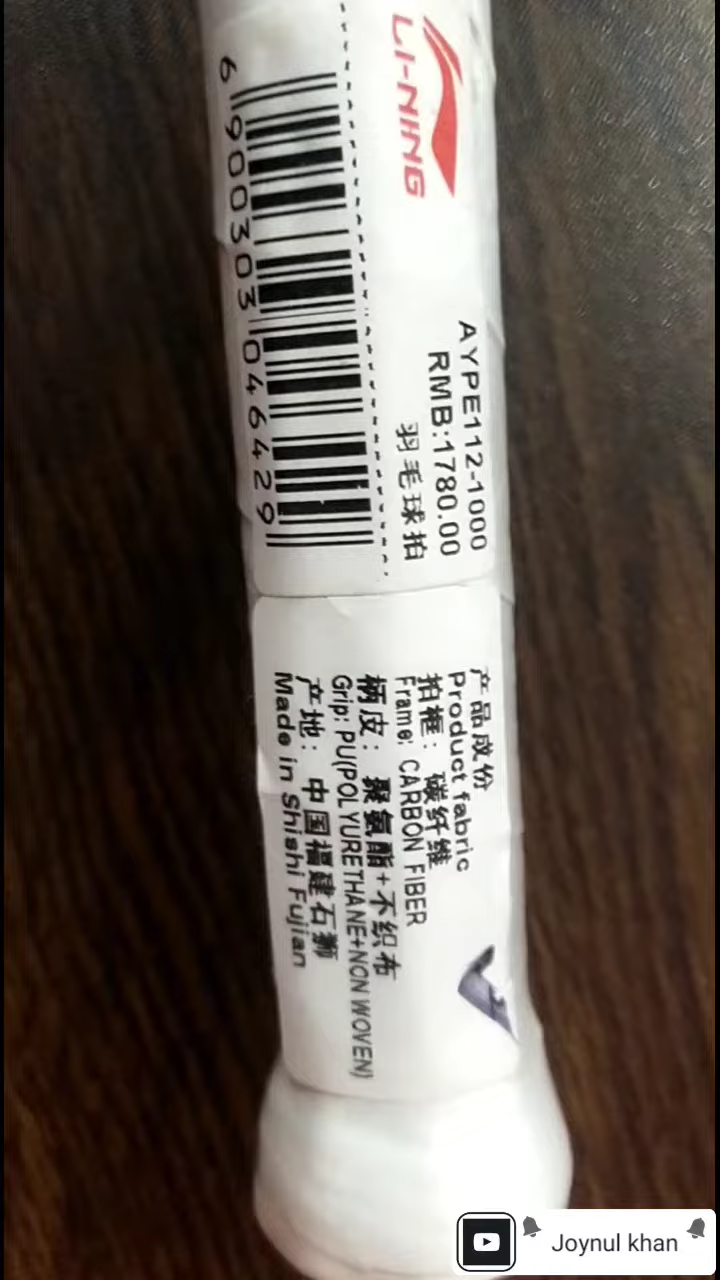 LI-NING
AYPE112-1000
RMB:1780.00
羽毛球拍
6 900303 046429
产品成份
Product fabric
拍框：碳纤维
Frame: CARBON FIBER
柄皮：聚氨酯+不织布
Grip: PU(POLYURETHANE+NON WOVEN)
产地：中国福建石狮
Made in Shishi Fujian
Joynul khan